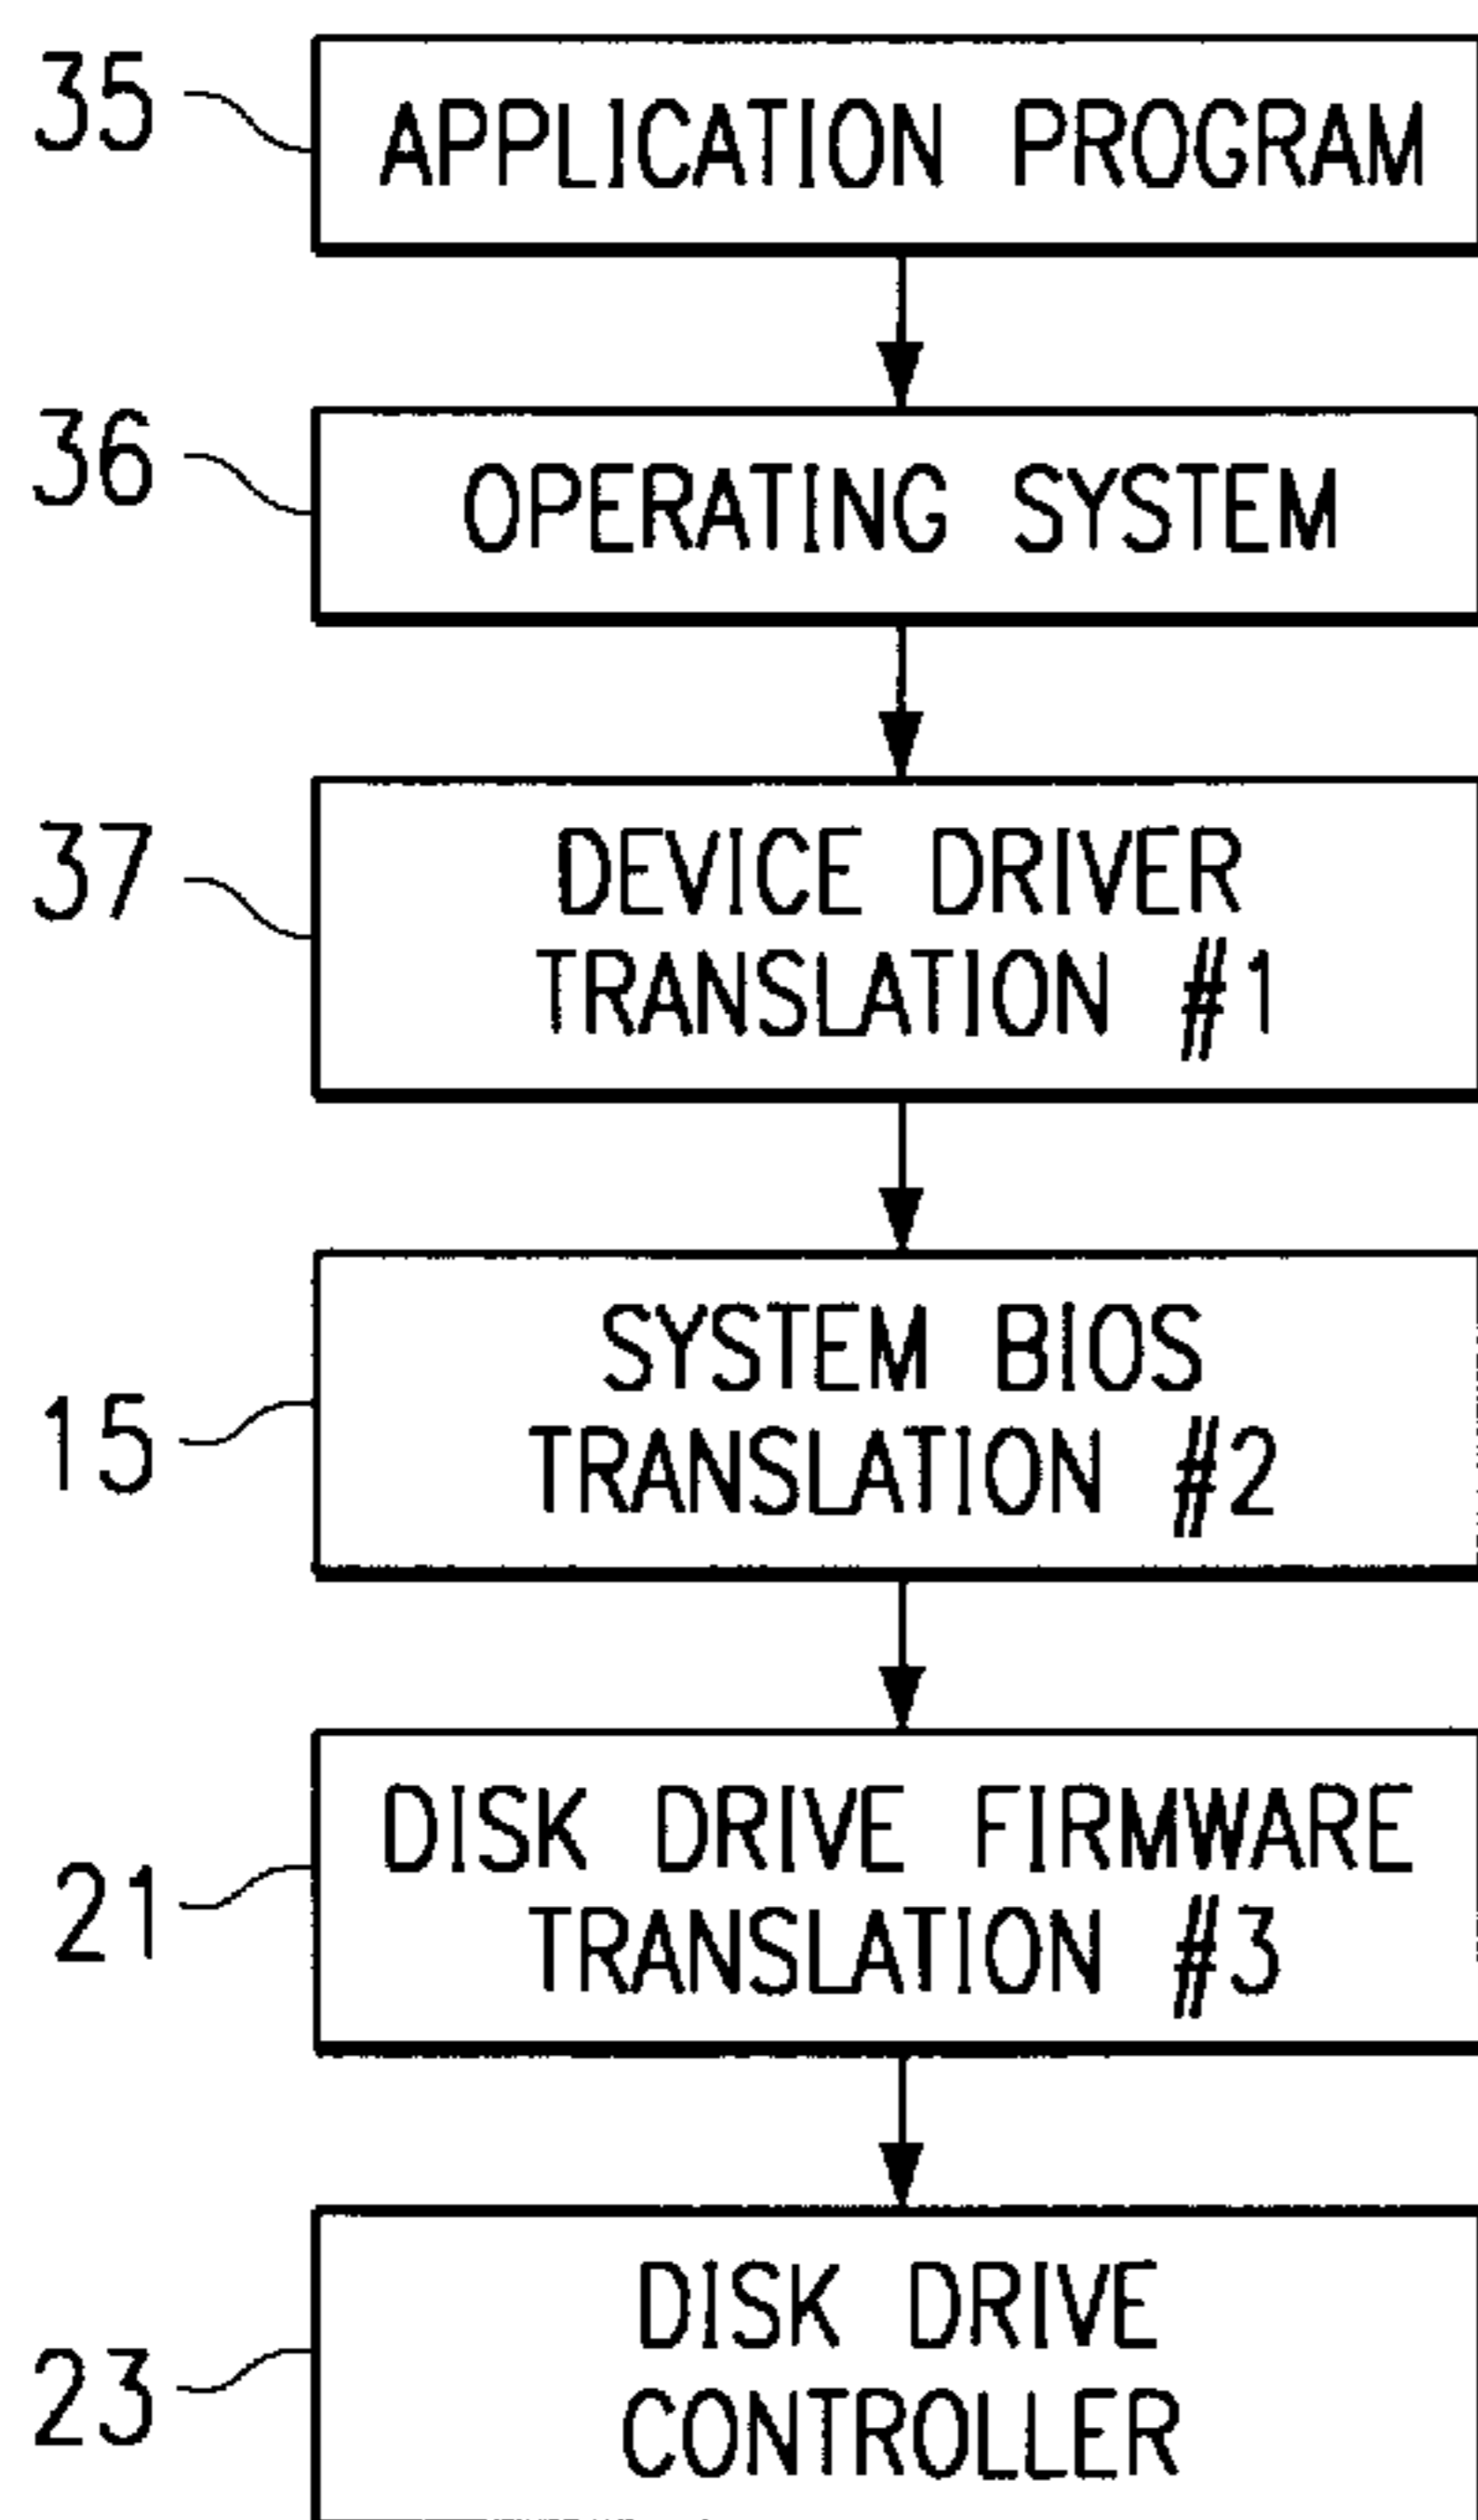 35
APPLICATION PROGRAM
36
OPERATING SYSTEM
37
DEVICE DRIVER
TRANSLATION #1
15
SYSTEM BIOS
TRANSLATION #2
21
DISK DRIVE FIRMWARE
TRANSLATION #3
23
DISK DRIVE
CONTROLLER